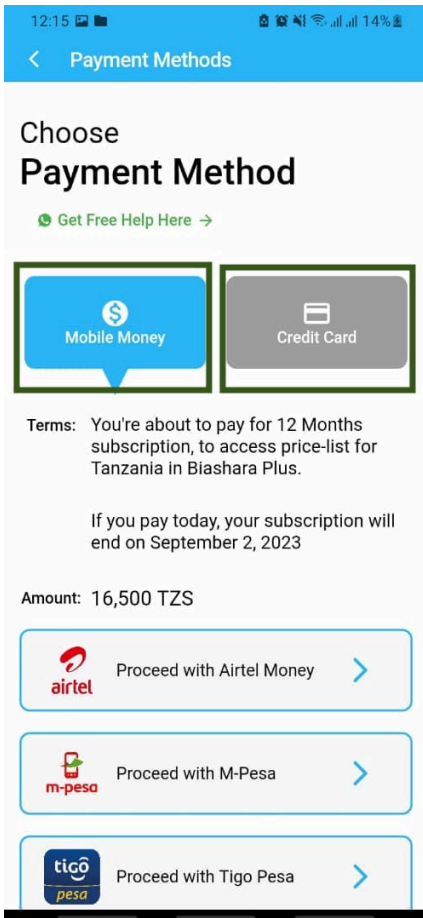 12:15 14%
Payment Methods
Choose
Payment Method
Get Free Help Here →
Mobile Money
Credit Card
Terms: You're about to pay for 12 Months
subscription, to access price-list for
Tanzania in Biashara Plus.
If you pay today, your subscription will
end on September 2, 2023
Amount: 16,500 TZS
airtel
Proceed with Airtel Money
m-pesa
Proceed with M-Pesa
tigo
pesa
Proceed with Tigo Pesa